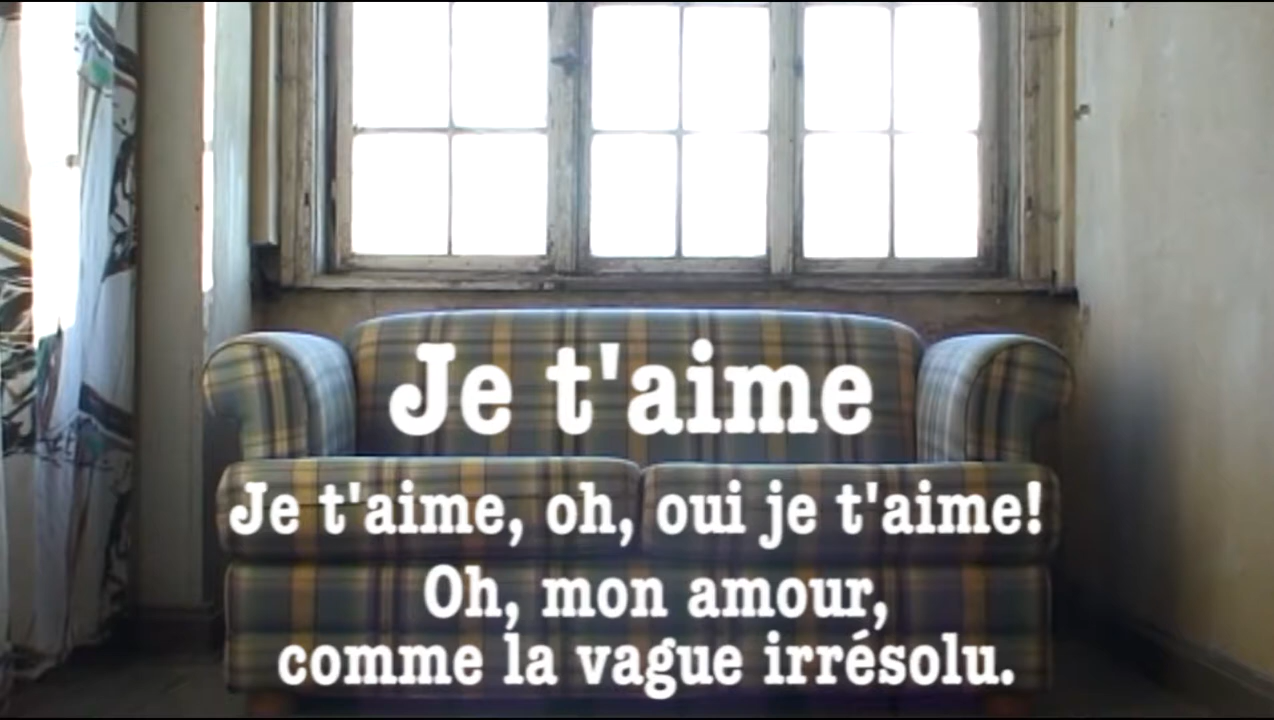 Je t'aime
Je t'aime, oh, oui je t'aime!
Oh, mon amour,
comme la vague irrésolu.